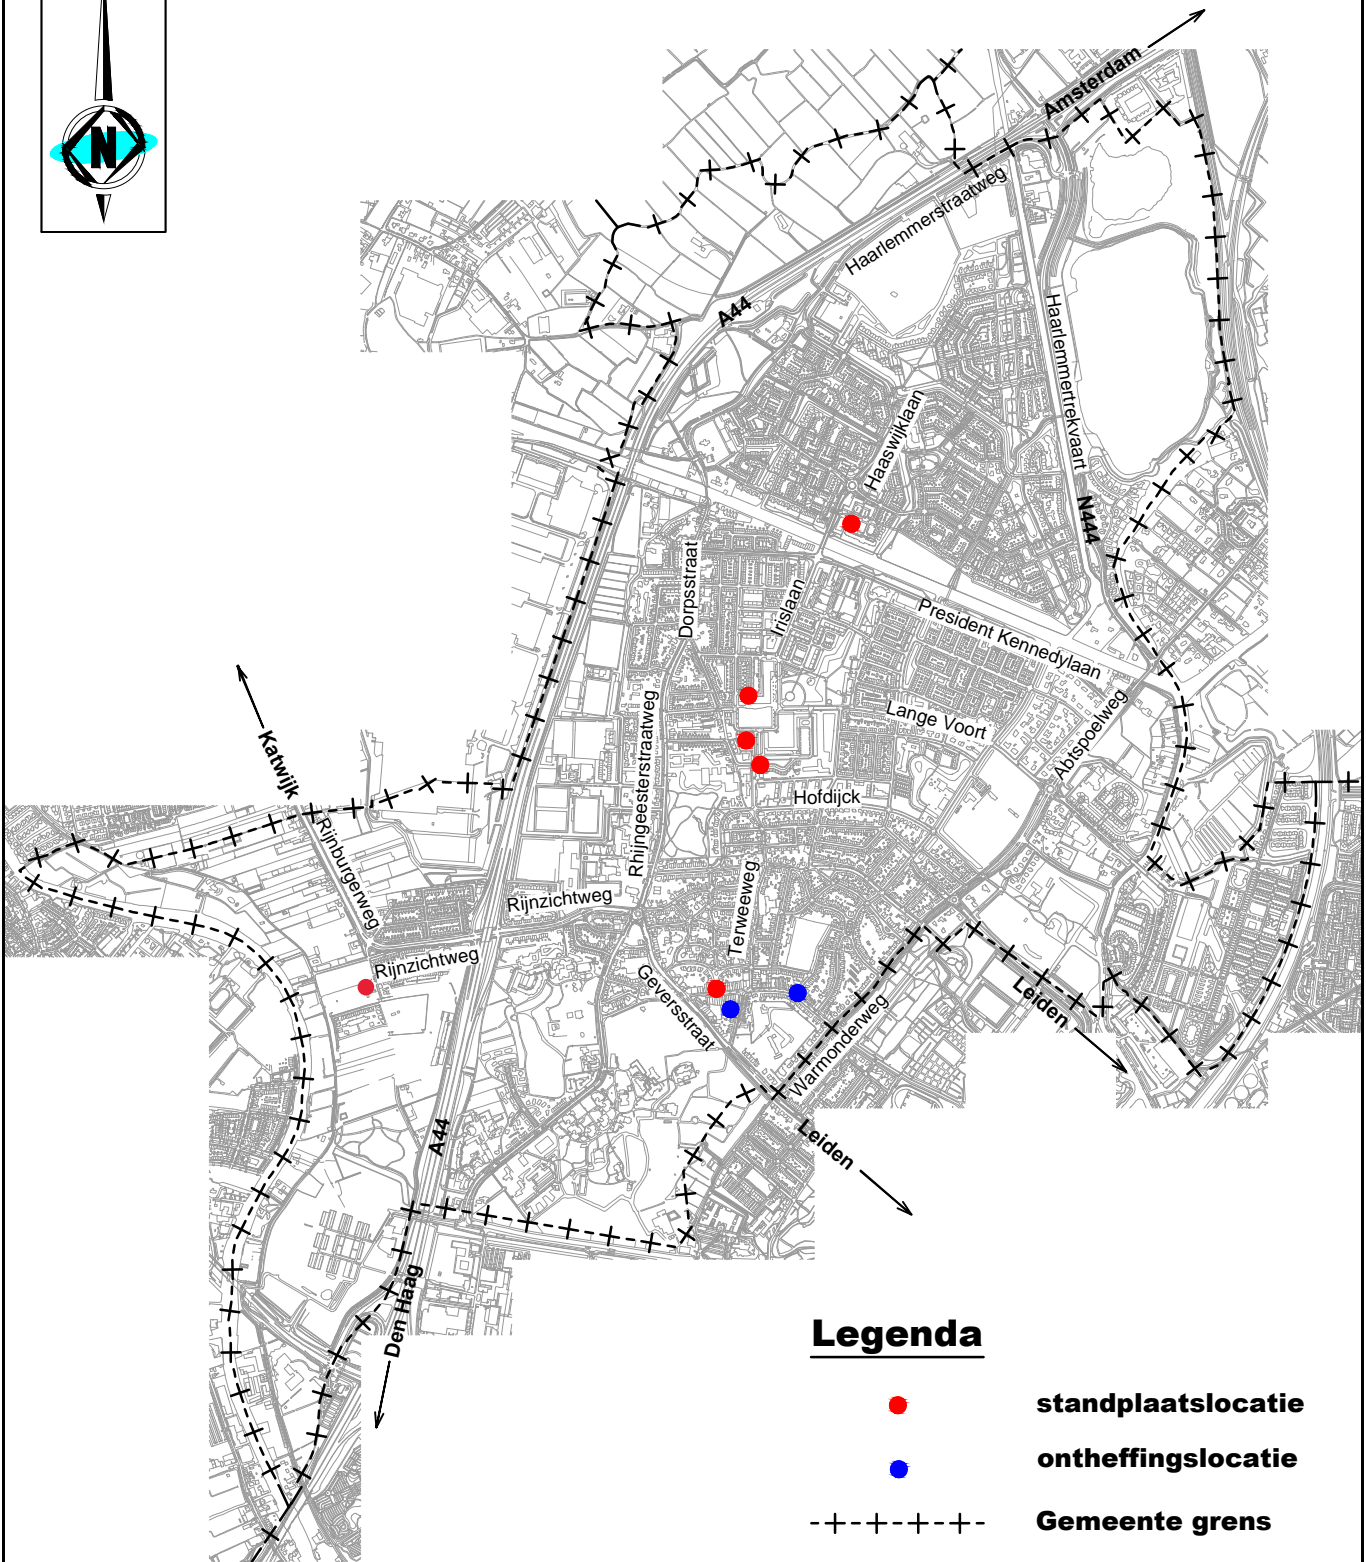 N
Amsterdam
Haarlemmerstraatweg
A44
Haarlemmertrekvaart
Haaswijklaan
N444
Dorpsstraat
Irislaan
President Kennedylaan
Katwijk
Rhijngeesterstraatweg
Lange Voort
Abtspoelweg
Hofdijck
Rijnburgerweg
Rijnzichtweg
Terweeweg
Rijnzichtweg
Geversstraat
Leiden
Warmonderweg
A44
Leiden
Den Haag
Legenda
standplaatslocatie
ontheffingslocatie
Gemeente grens